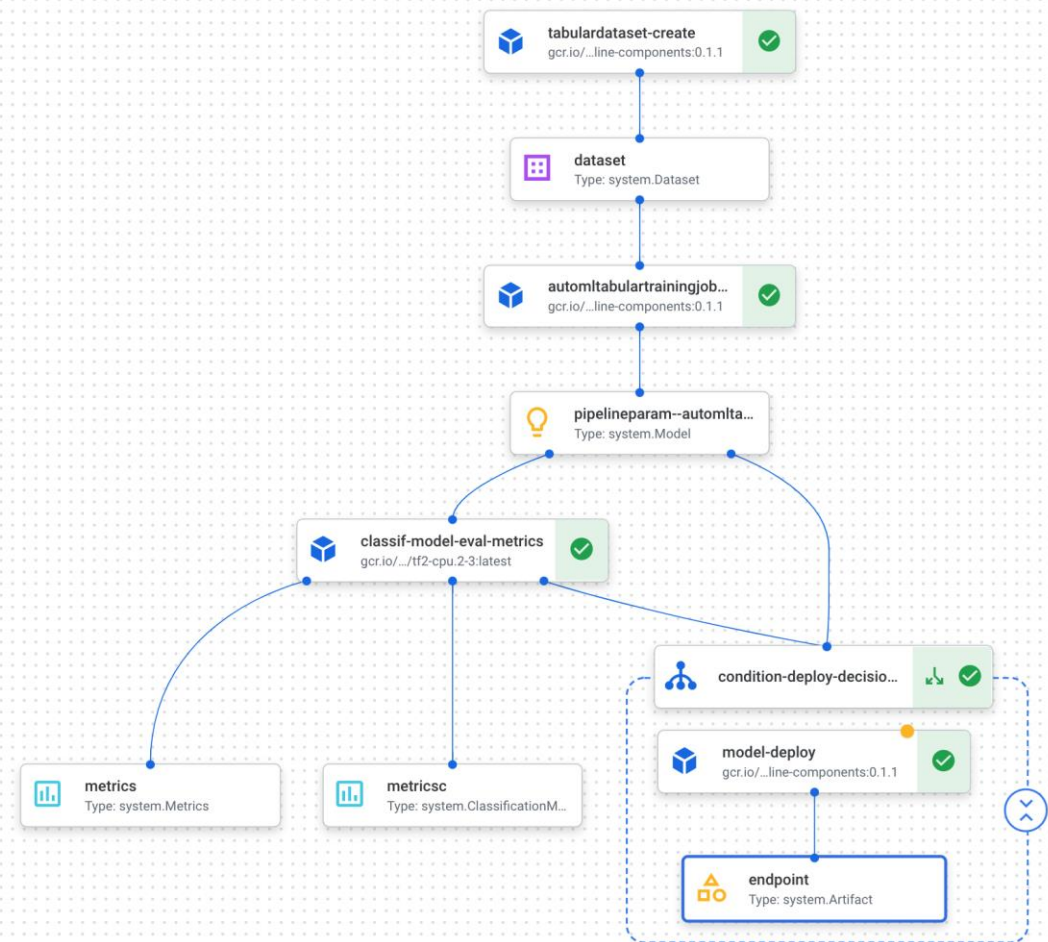 tabulardataset-create
gcr.io/...line-components:0.1.1
dataset
Type: system.Dataset
automltabulartrainingjob...
gcr.io/...line-components:0.1.1
pipelineparam--automlta...
Type: system.Model
classif-model-eval-metrics
gcr.io/.../tf2-cpu.2-3:latest
condition-deploy-decisio...
model-deploy
gcr.io/...line-components:0.1.1
metrics
Type: system.Metrics
metricsc
Type: system.ClassificationM...
endpoint
Type: system.Artifact